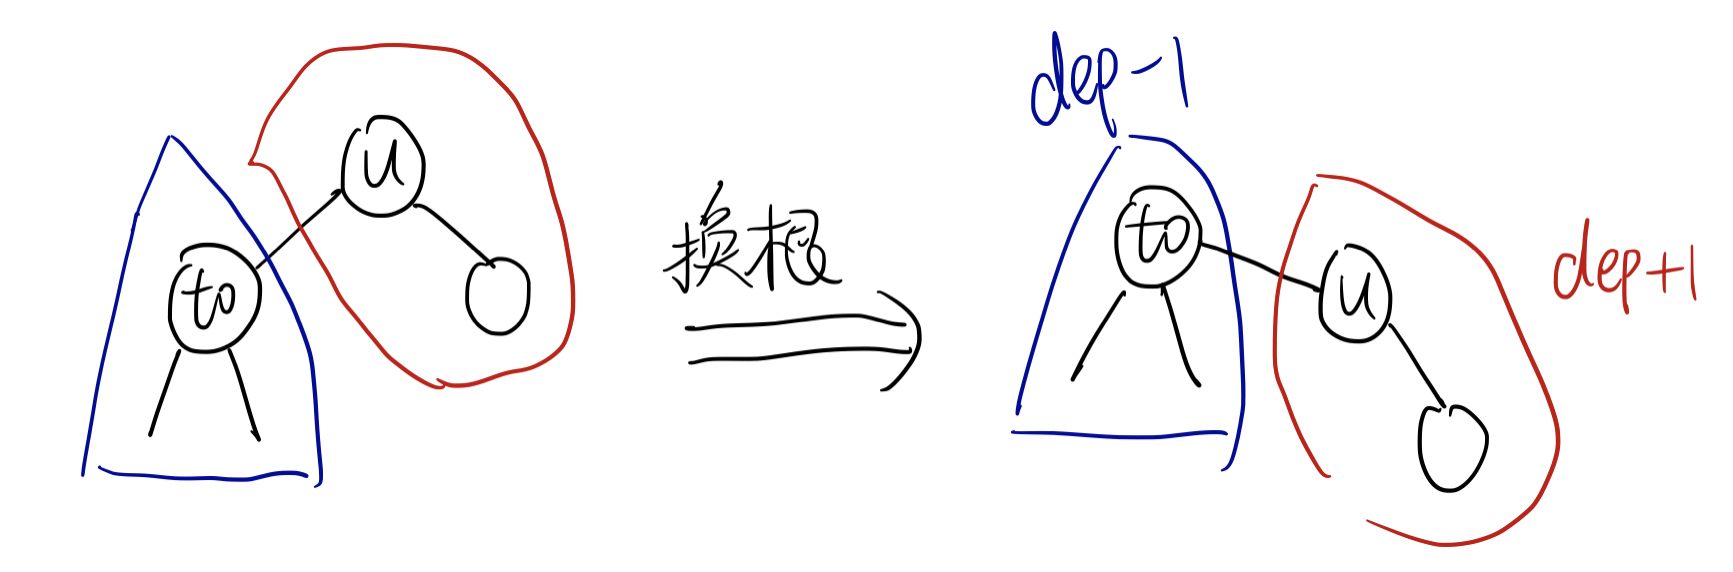 u
to
换根
dep-1
to
u
dep+1